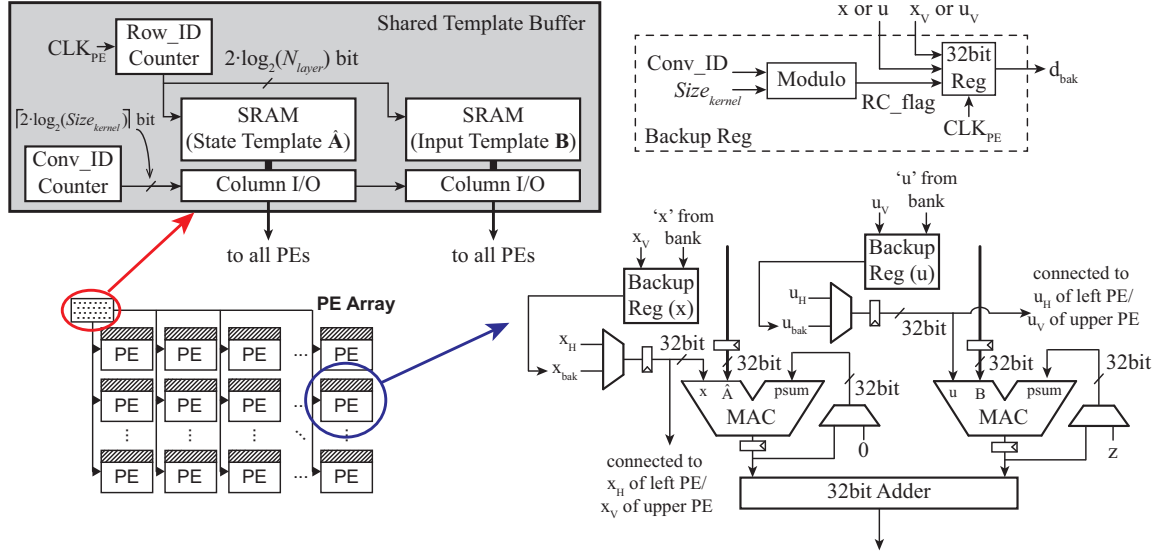 Shared Template Buffer
CLK_PE
Row_ID
Counter
2·log₂(N_layer) bit
⌈2·log₂(Size_kernel)⌉ bit
SRAM
(State Template Â)
SRAM
(Input Template B)
Conv_ID
Counter
Column I/O
Column I/O
to all PEs
to all PEs
x or u
x_V or u_V
Conv_ID
Size_kernel
Modulo
RC_flag
32bit
Reg
d_bak
CLK_PE
Backup Reg
PE Array
PE
PE
PE
...
PE
PE
PE
PE
...
PE
...
...
...
...
...
PE
PE
PE
...
PE
'x' from
bank
x_V
Backup
Reg (x)
'u' from
bank
u_V
Backup
Reg (u)
x_H
x_bak
u_H
u_bak
32bit
32bit
32bit
x
Â
psum
MAC
0
32bit
32bit
32bit
u
B
psum
MAC
z
connected to
u_H of left PE/
u_V of upper PE
connected to
x_H of left PE/
x_V of upper PE
32bit Adder